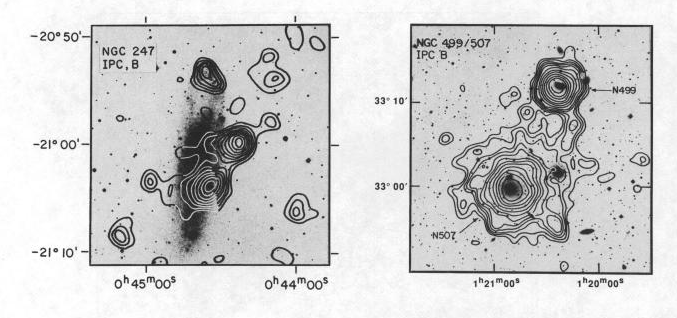 NGC 247
IPC, B
-20° 50'
-21° 00'
-21° 10'
0ʰ45ᵐ00ˢ
0ʰ44ᵐ00ˢ
NGC 499/507
IPC B
N499
33° 10'
33° 00'
N507
1ʰ21ᵐ00ˢ
1ʰ20ᵐ00ˢ